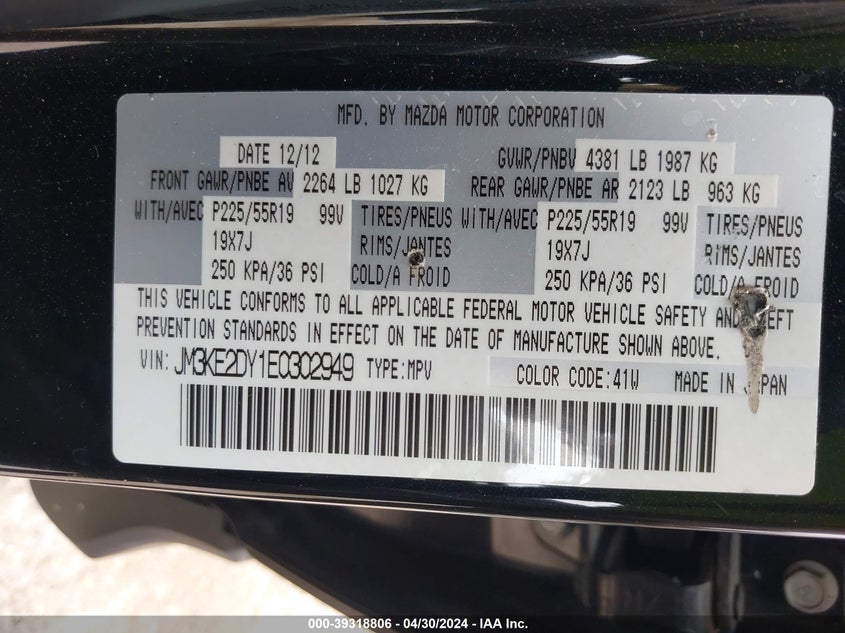 MFD. BY MAZDA MOTOR CORPORATION
DATE 12/12 GVWR/PNBV 4381 LB 1987 KG
FRONT GAWR/PNBE AV 2264 LB 1027 KG REAR GAWR/PNBE AR 2123 LB 963 KG
WITH/AVEC P225/55R19 99V TIRES/PNEUS WITH/AVEC P225/55R19 99V TIRES/PNEUS
19X7J RIMS/JANTES 19X7J RIMS/JANTES
250 KPA/36 PSI COLD/A FROID 250 KPA/36 PSI COLD/A FROID
THIS VEHICLE CONFORMS TO ALL APPLICABLE FEDERAL MOTOR VEHICLE SAFETY AND THEFT
PREVENTION STANDARDS IN EFFECT ON THE DATE OF MANUFACTURE SHOWN ABOVE.
VIN: JM3KE2DY1E0302949 TYPE:MPV COLOR CODE:41W MADE IN JAPAN
000-39318806 - 04/30/2024 - IAA Inc.